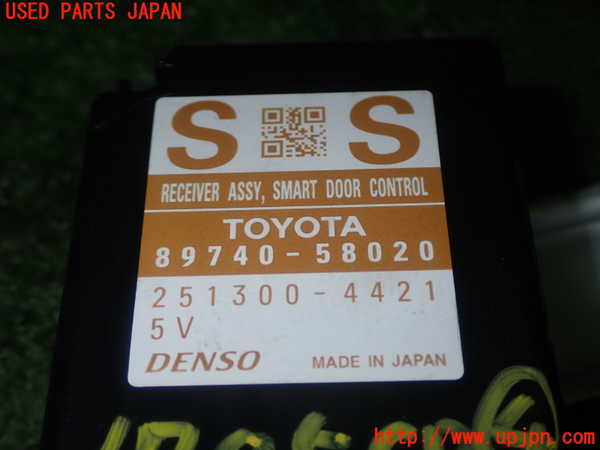 USED PARTS JAPAN
S S
RECEIVER ASSY, SMART DOOR CONTROL
TOYOTA
89740-58020
251300-4421
5V
DENSO MADE IN JAPAN
http://www.upjpn.com/